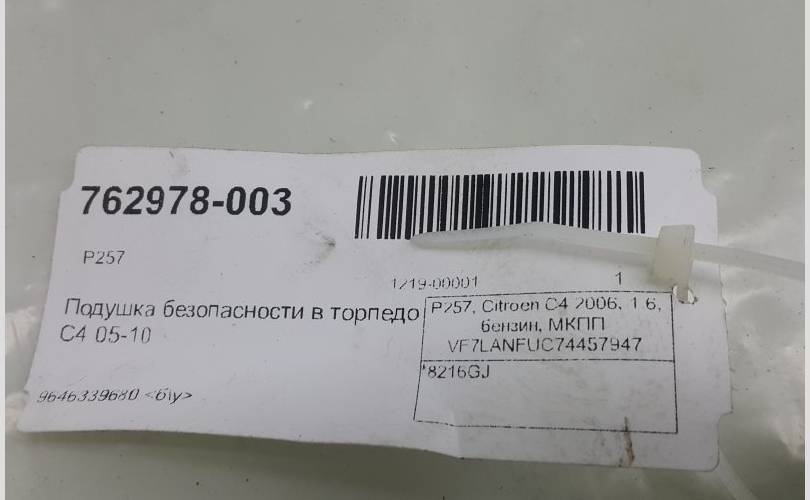 762978-003
P257
1219-00001 1
Подушка безопасности в торпедо
C4 05-10
9646339680 <б\у>
P257, Citroen C4 2006, 1.6,
бензин, МКПП
VF7LANFUC74457947
*8216GJ